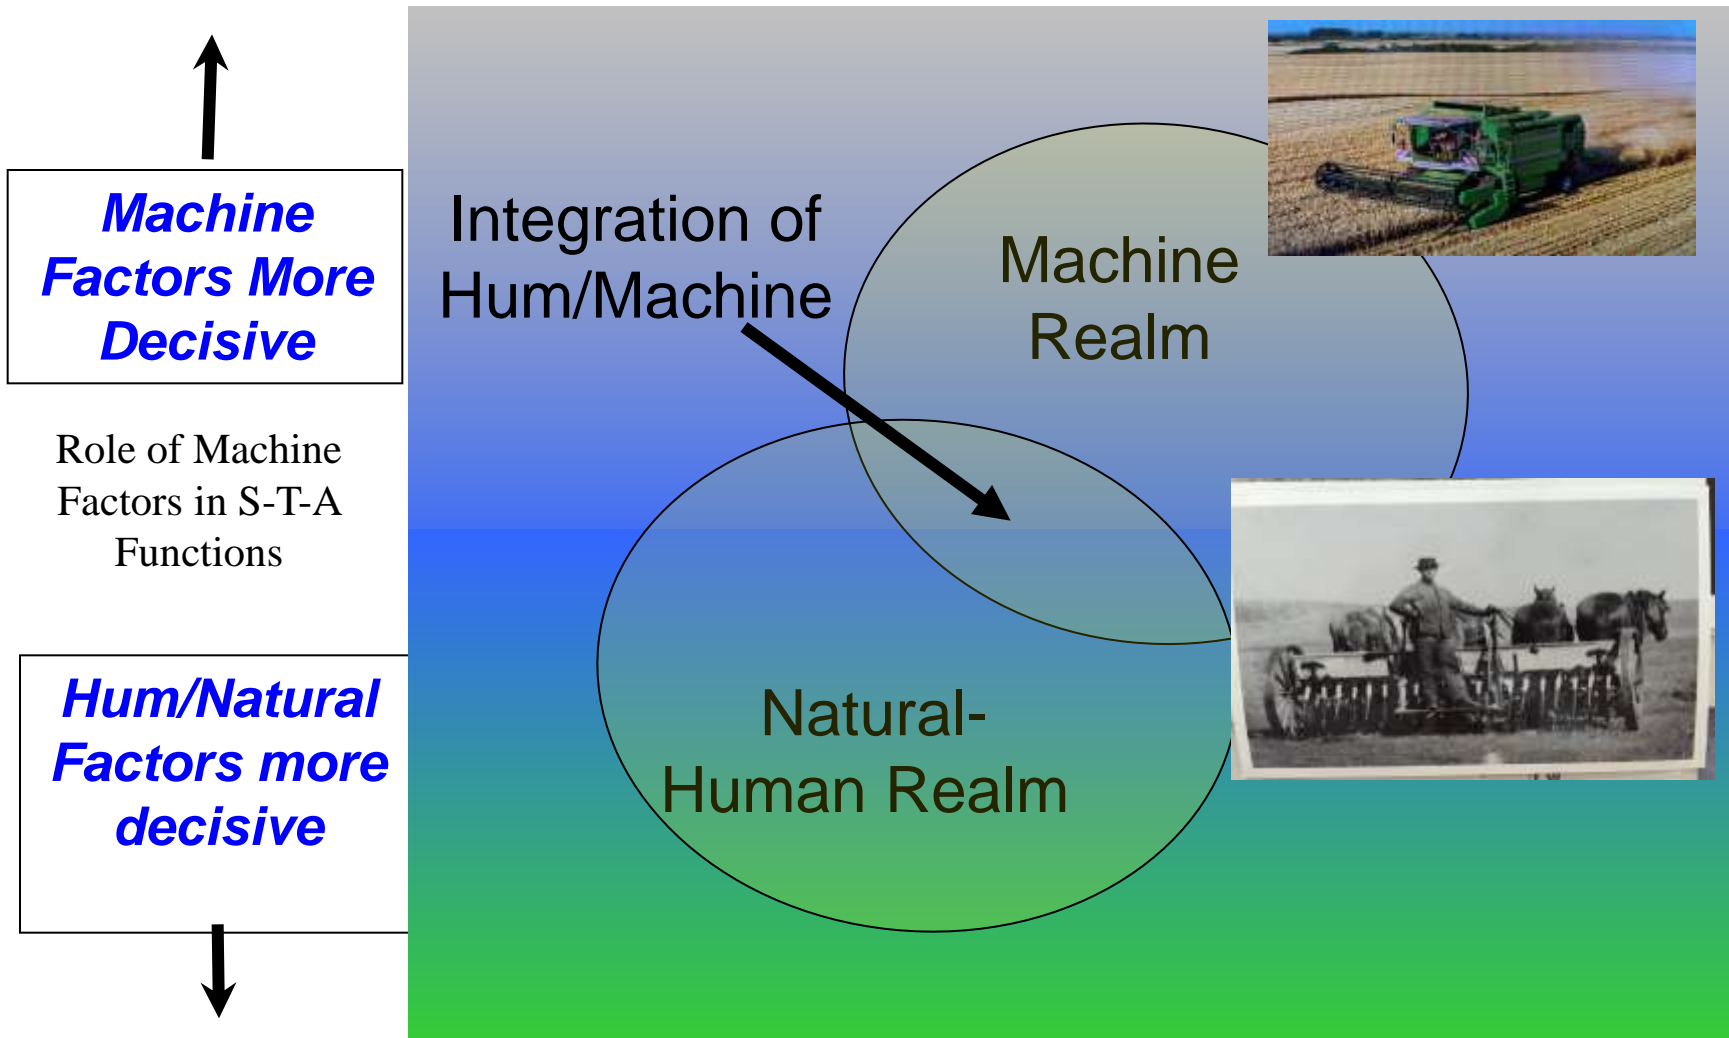 Machine
Factors More
Decisive
Role of Machine
Factors in S-T-A
Functions
Hum/Natural
Factors more
decisive
Integration of
Hum/Machine
Machine
Realm
Natural-
Human Realm